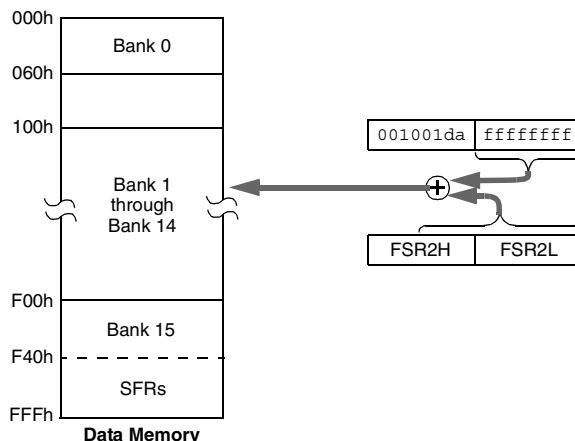 000h
Bank 0
060h
100h
001001da ffffffff
Bank 1
through
Bank 14
+
FSR2H FSR2L
F00h
Bank 15
F40h
SFRs
FFFh
Data Memory